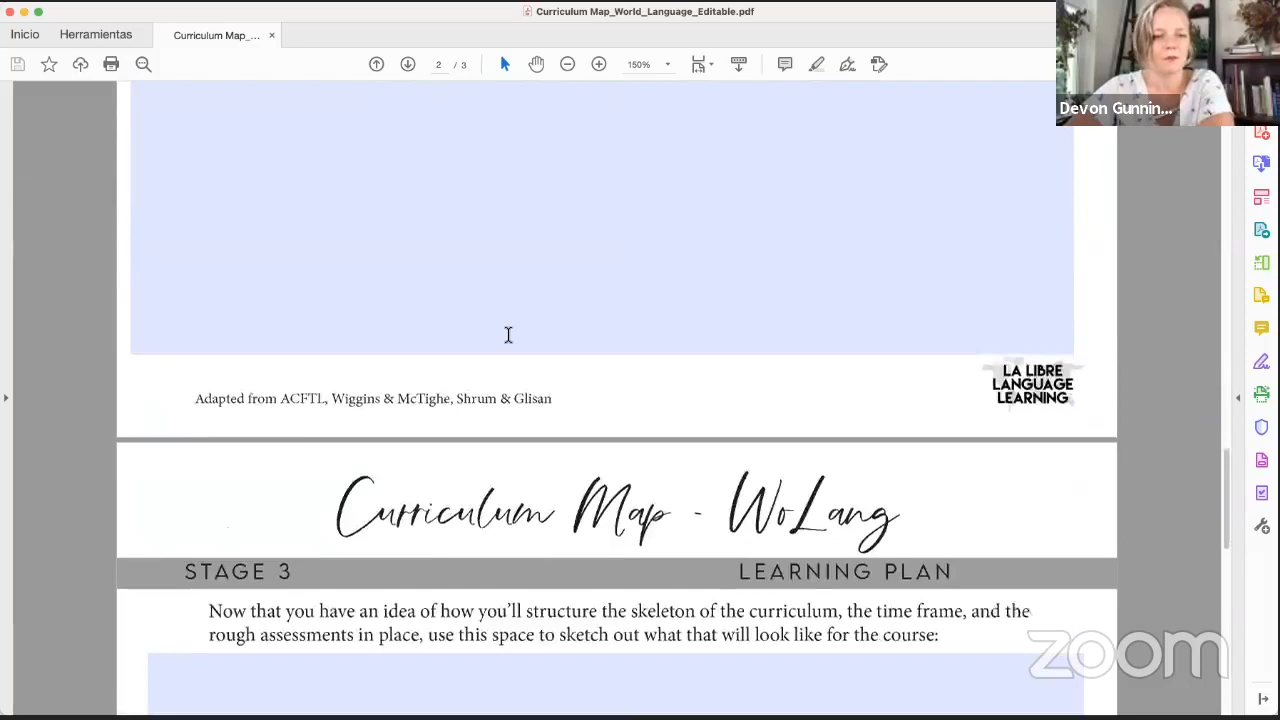 Curriculum Map_World_Language_Editable.pdf
Inicio
Herramientas
Curriculum Map_...
2 / 3
150%
Devon Gunnin...
LA LIBRE
LANGUAGE
LEARNING
Adapted from ACFTL, Wiggins & McTighe, Shrum & Glisan
Curriculum Map - WoLang
STAGE 3
LEARNING PLAN
Now that you have an idea of how you'll structure the skeleton of the curriculum, the time frame, and the
rough assessments in place, use this space to sketch out what that will look like for the course:
zoom